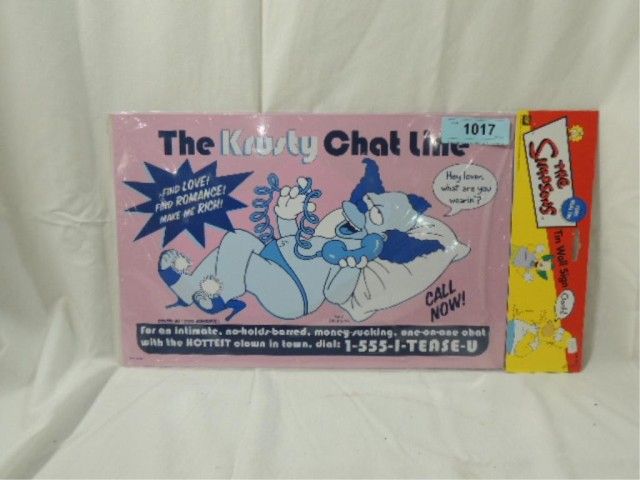 The Krusty Chat Line
1017
FIND LOVE!
FIND ROMANCE!
MAKE ME RICH!
Hey lover,
what are you
wearin'?
CALL
NOW!
For an intimate, no-holds-barred, money-sucking, one-on-one chat
with the HOTTEST clown in town, dial: 1-555-I-TEASE-U
THE
SIMPSONS
Tin Wall Sign